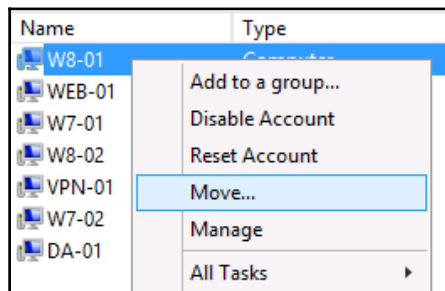 Name Type
W8-01 Computer
WEB-01
W7-01
W8-02
VPN-01
W7-02
DA-01
Add to a group...
Disable Account
Reset Account
Move...
Manage
All Tasks